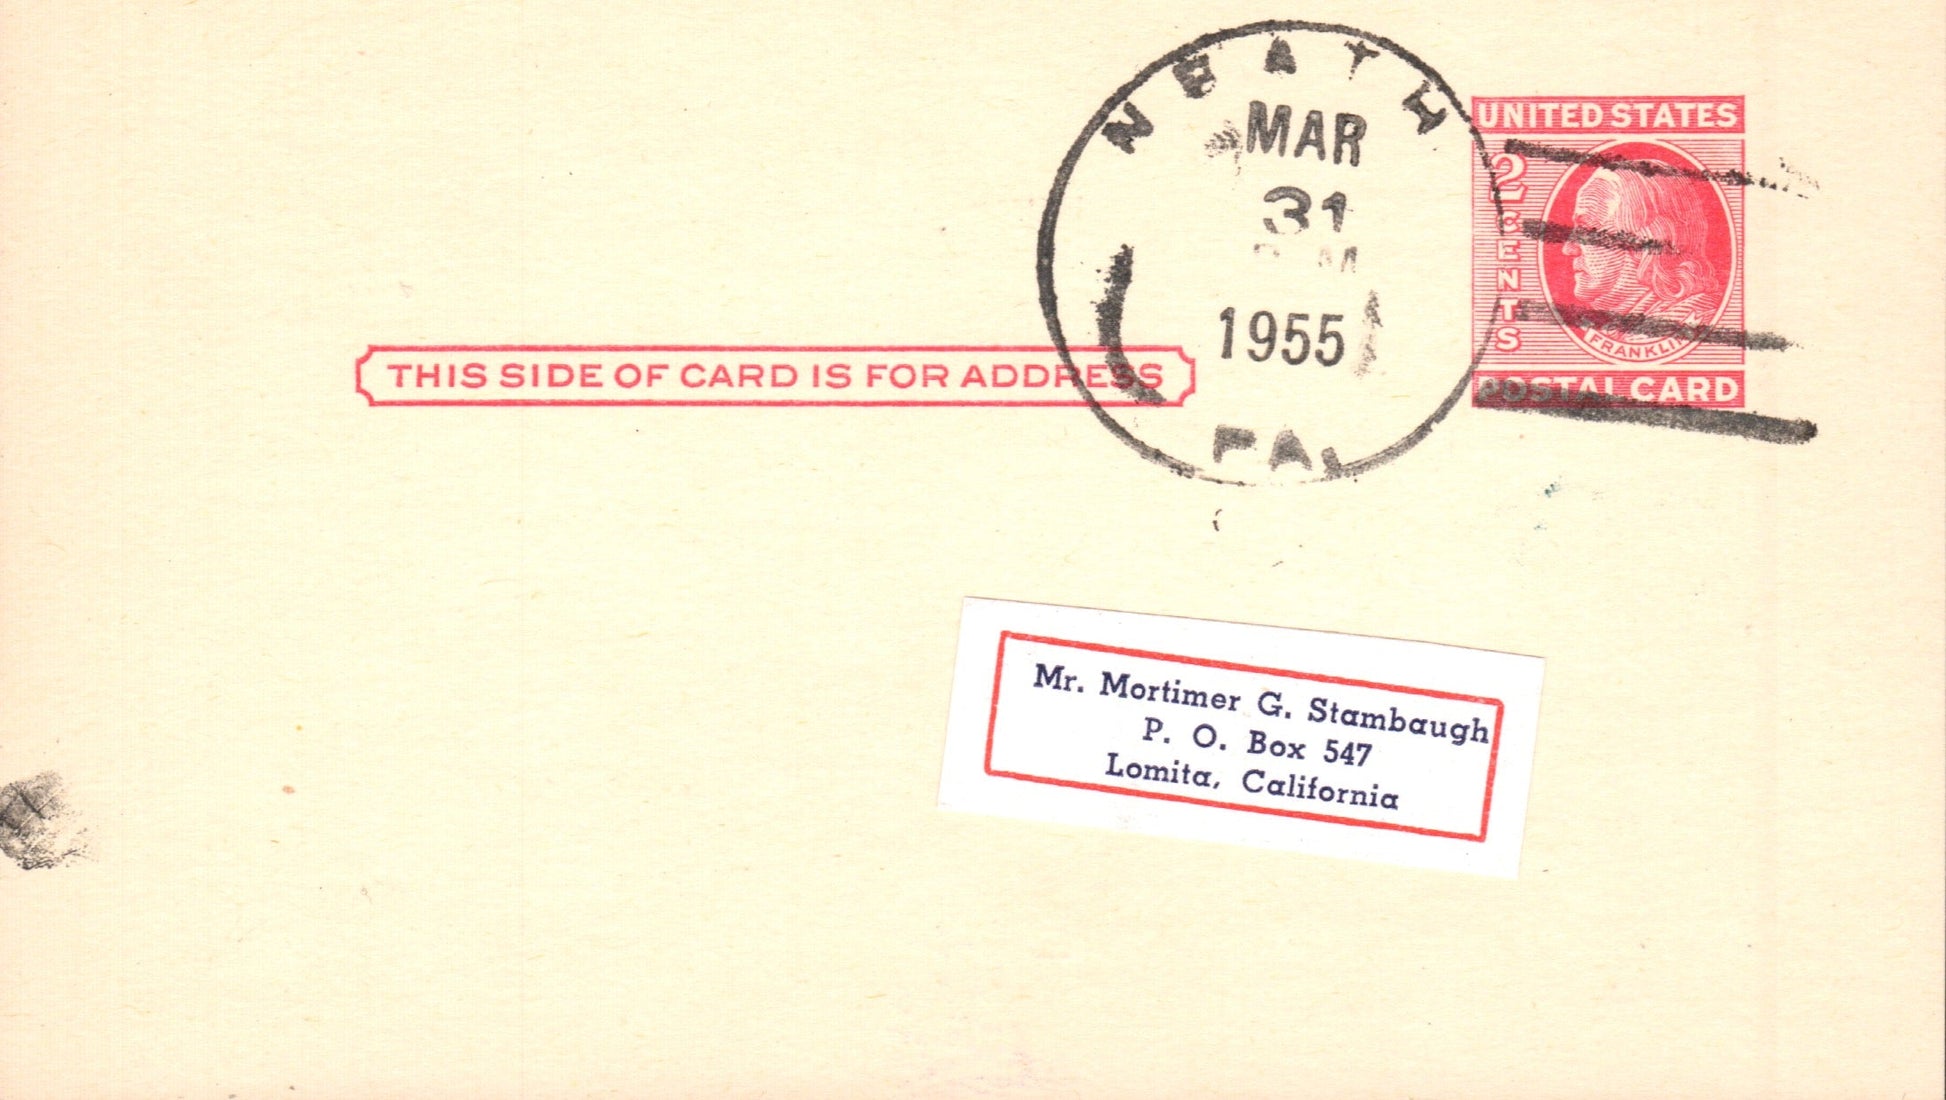 NEATH
MAR
31
M
1955
PA.
UNITED STATES
2 CENTS
FRANKLIN
POSTAL CARD
THIS SIDE OF CARD IS FOR ADDRESS
Mr. Mortimer G. Stambaugh
P. O. Box 547
Lomita, California